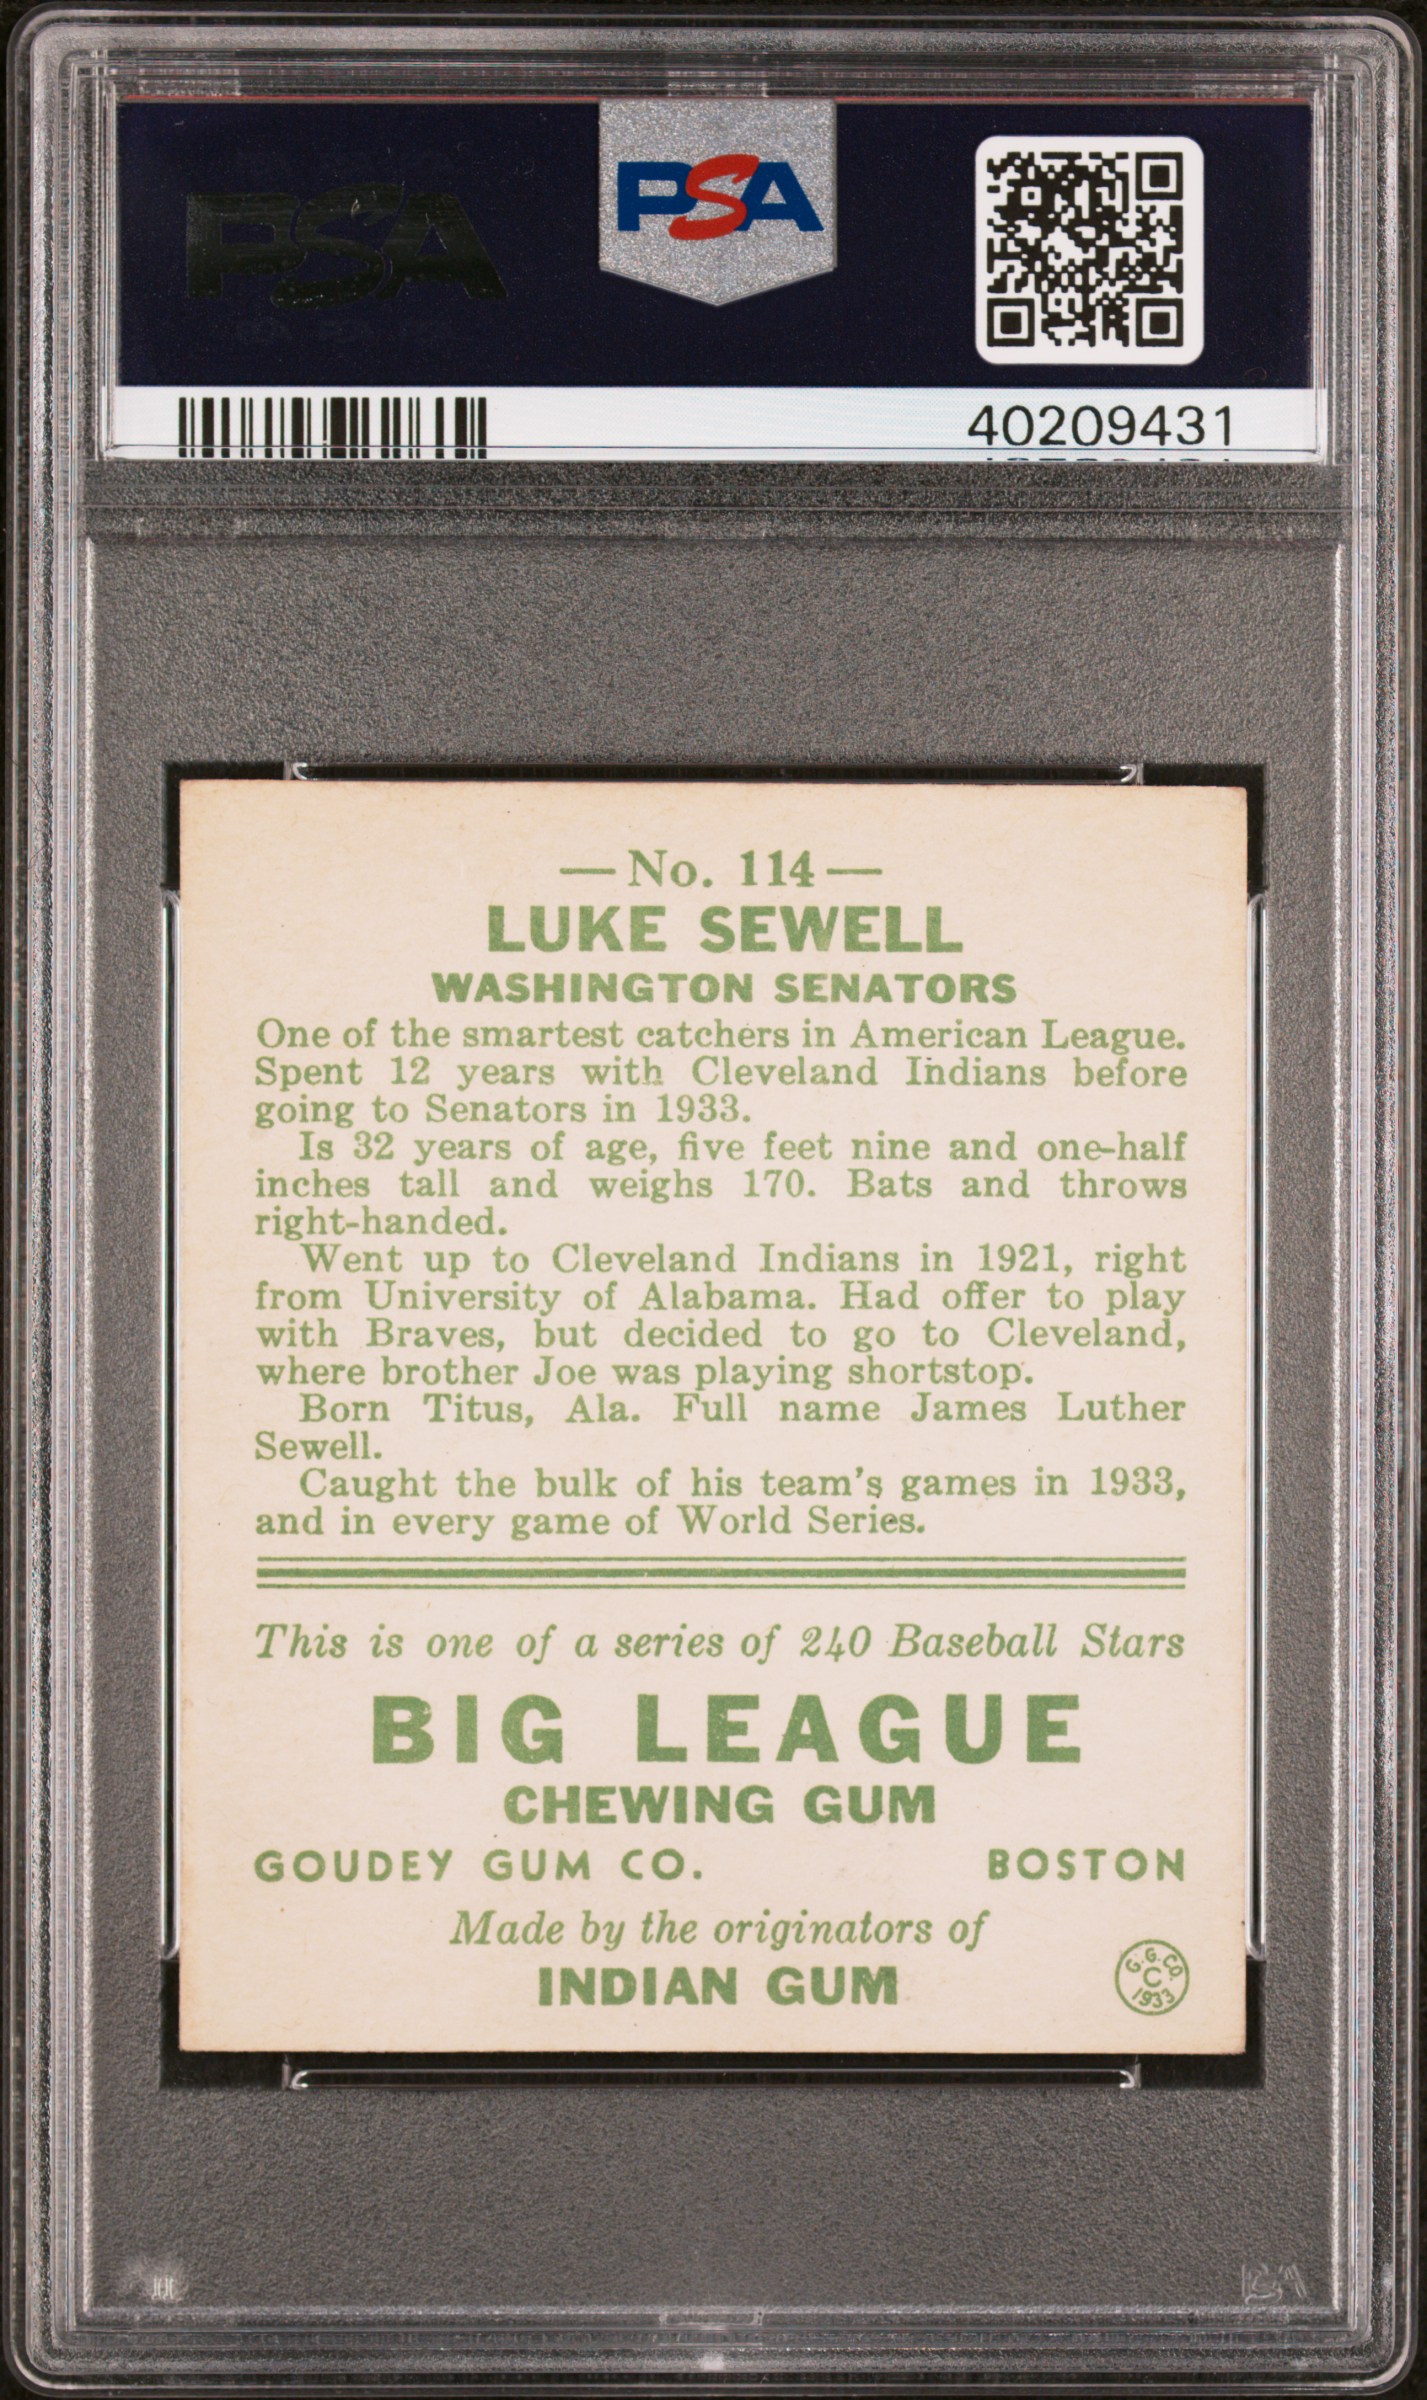 PSA
PSA
40209431
—No. 114—
LUKE SEWELL
WASHINGTON SENATORS
One of the smartest catchers in American League.
Spent 12 years with Cleveland Indians before
going to Senators in 1933.
Is 32 years of age, five feet nine and one-half
inches tall and weighs 170. Bats and throws
right-handed.
Went up to Cleveland Indians in 1921, right
from University of Alabama. Had offer to play
with Braves, but decided to go to Cleveland,
where brother Joe was playing shortstop.
Born Titus, Ala. Full name James Luther
Sewell.
Caught the bulk of his team's games in 1933,
and in every game of World Series.
This is one of a series of 240 Baseball Stars
BIG LEAGUE
CHEWING GUM
GOUDEY GUM CO. BOSTON
Made by the originators of
INDIAN GUM
G. G. CO.
C
1933